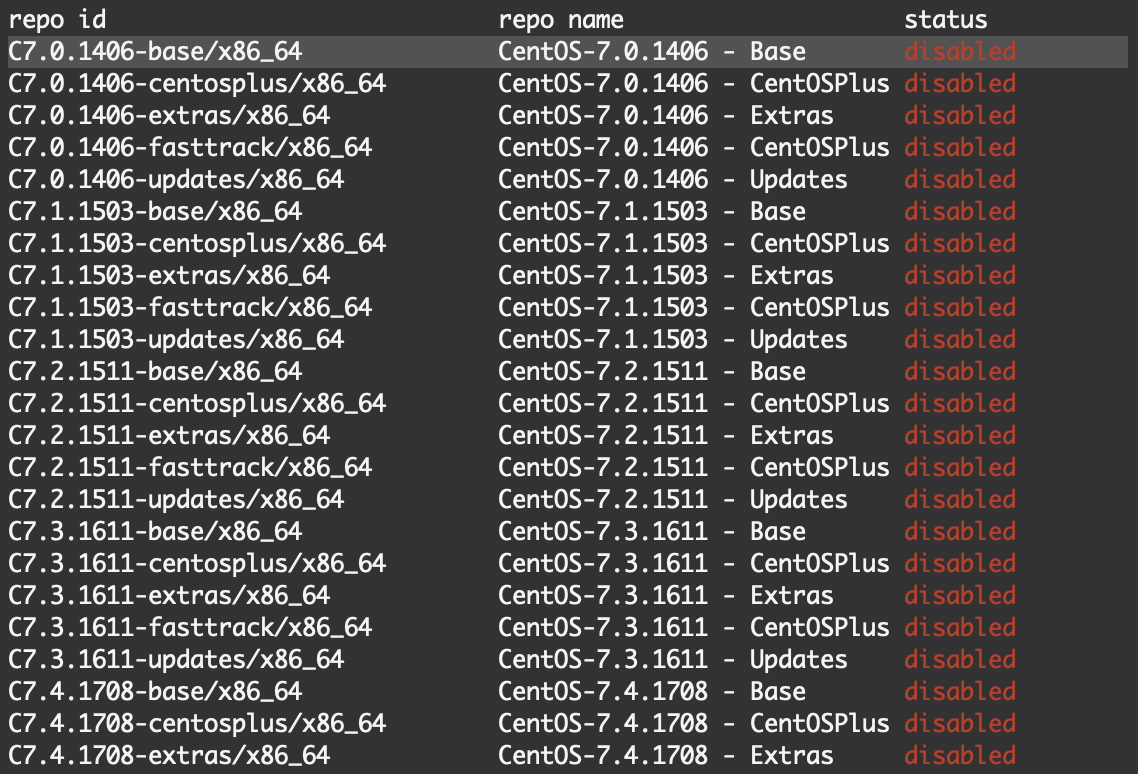 repo id repo name status
C7.0.1406-base/x86_64 CentOS-7.0.1406 - Base disabled
C7.0.1406-centosplus/x86_64 CentOS-7.0.1406 - CentOSPlus disabled
C7.0.1406-extras/x86_64 CentOS-7.0.1406 - Extras disabled
C7.0.1406-fasttrack/x86_64 CentOS-7.0.1406 - CentOSPlus disabled
C7.0.1406-updates/x86_64 CentOS-7.0.1406 - Updates disabled
C7.1.1503-base/x86_64 CentOS-7.1.1503 - Base disabled
C7.1.1503-centosplus/x86_64 CentOS-7.1.1503 - CentOSPlus disabled
C7.1.1503-extras/x86_64 CentOS-7.1.1503 - Extras disabled
C7.1.1503-fasttrack/x86_64 CentOS-7.1.1503 - CentOSPlus disabled
C7.1.1503-updates/x86_64 CentOS-7.1.1503 - Updates disabled
C7.2.1511-base/x86_64 CentOS-7.2.1511 - Base disabled
C7.2.1511-centosplus/x86_64 CentOS-7.2.1511 - CentOSPlus disabled
C7.2.1511-extras/x86_64 CentOS-7.2.1511 - Extras disabled
C7.2.1511-fasttrack/x86_64 CentOS-7.2.1511 - CentOSPlus disabled
C7.2.1511-updates/x86_64 CentOS-7.2.1511 - Updates disabled
C7.3.1611-base/x86_64 CentOS-7.3.1611 - Base disabled
C7.3.1611-centosplus/x86_64 CentOS-7.3.1611 - CentOSPlus disabled
C7.3.1611-extras/x86_64 CentOS-7.3.1611 - Extras disabled
C7.3.1611-fasttrack/x86_64 CentOS-7.3.1611 - CentOSPlus disabled
C7.3.1611-updates/x86_64 CentOS-7.3.1611 - Updates disabled
C7.4.1708-base/x86_64 CentOS-7.4.1708 - Base disabled
C7.4.1708-centosplus/x86_64 CentOS-7.4.1708 - CentOSPlus disabled
C7.4.1708-extras/x86_64 CentOS-7.4.1708 - Extras disabled